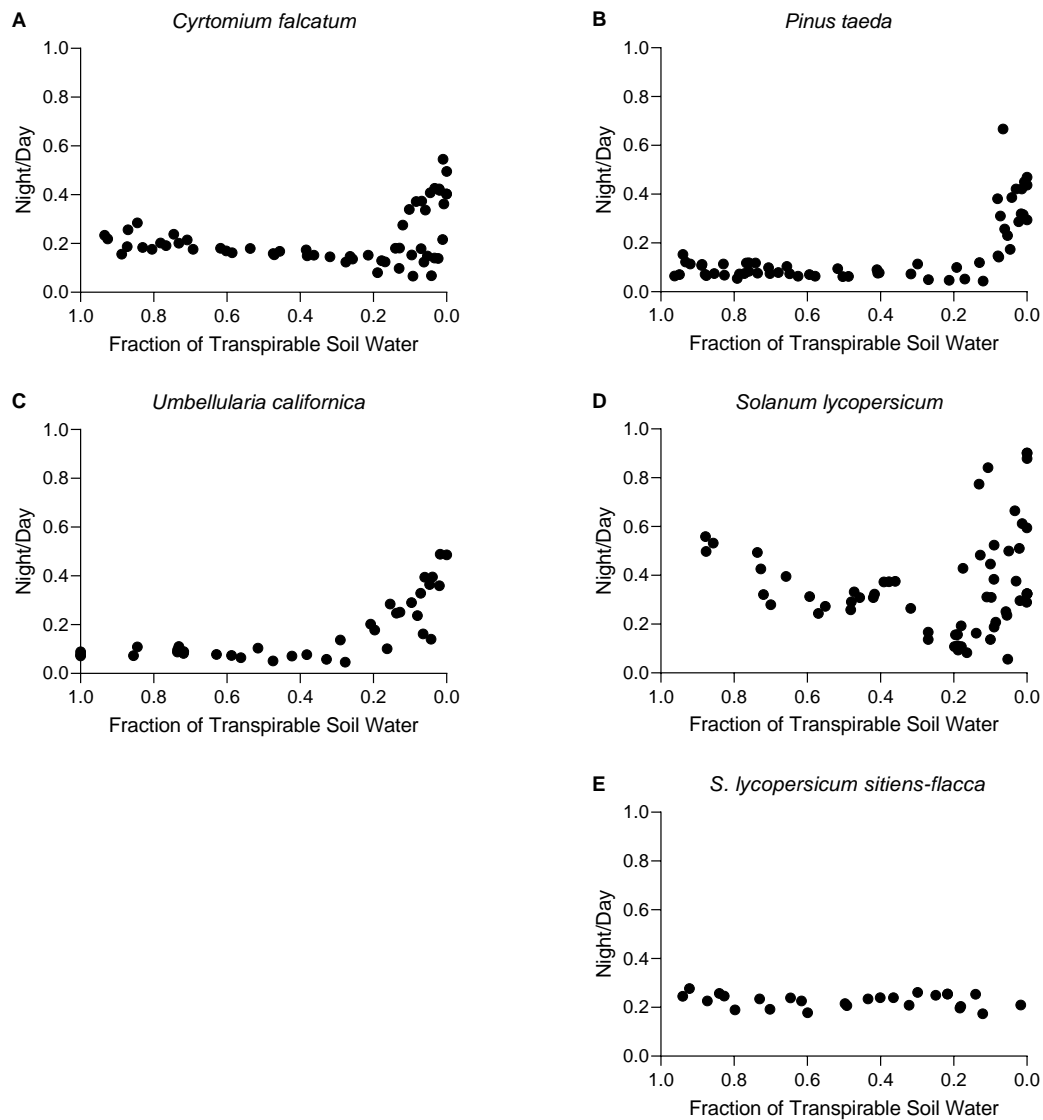 A
Cyrtomium falcatum
1.0
0.8
0.6
0.4
0.2
0.0
Night/Day
1.0 0.8 0.6 0.4 0.2 0.0
Fraction of Transpirable Soil Water
B
Pinus taeda
1.0
0.8
0.6
0.4
0.2
0.0
Night/Day
1.0 0.8 0.6 0.4 0.2 0.0
Fraction of Transpirable Soil Water
C
Umbellularia californica
1.0
0.8
0.6
0.4
0.2
0.0
Night/Day
1.0 0.8 0.6 0.4 0.2 0.0
Fraction of Transpirable Soil Water
D
Solanum lycopersicum
1.0
0.8
0.6
0.4
0.2
0.0
Night/Day
1.0 0.8 0.6 0.4 0.2 0.0
Fraction of Transpirable Soil Water
E
S. lycopersicum sitiens-flacca
1.0
0.8
0.6
0.4
0.2
0.0
Night/Day
1.0 0.8 0.6 0.4 0.2 0.0
Fraction of Transpirable Soil Water